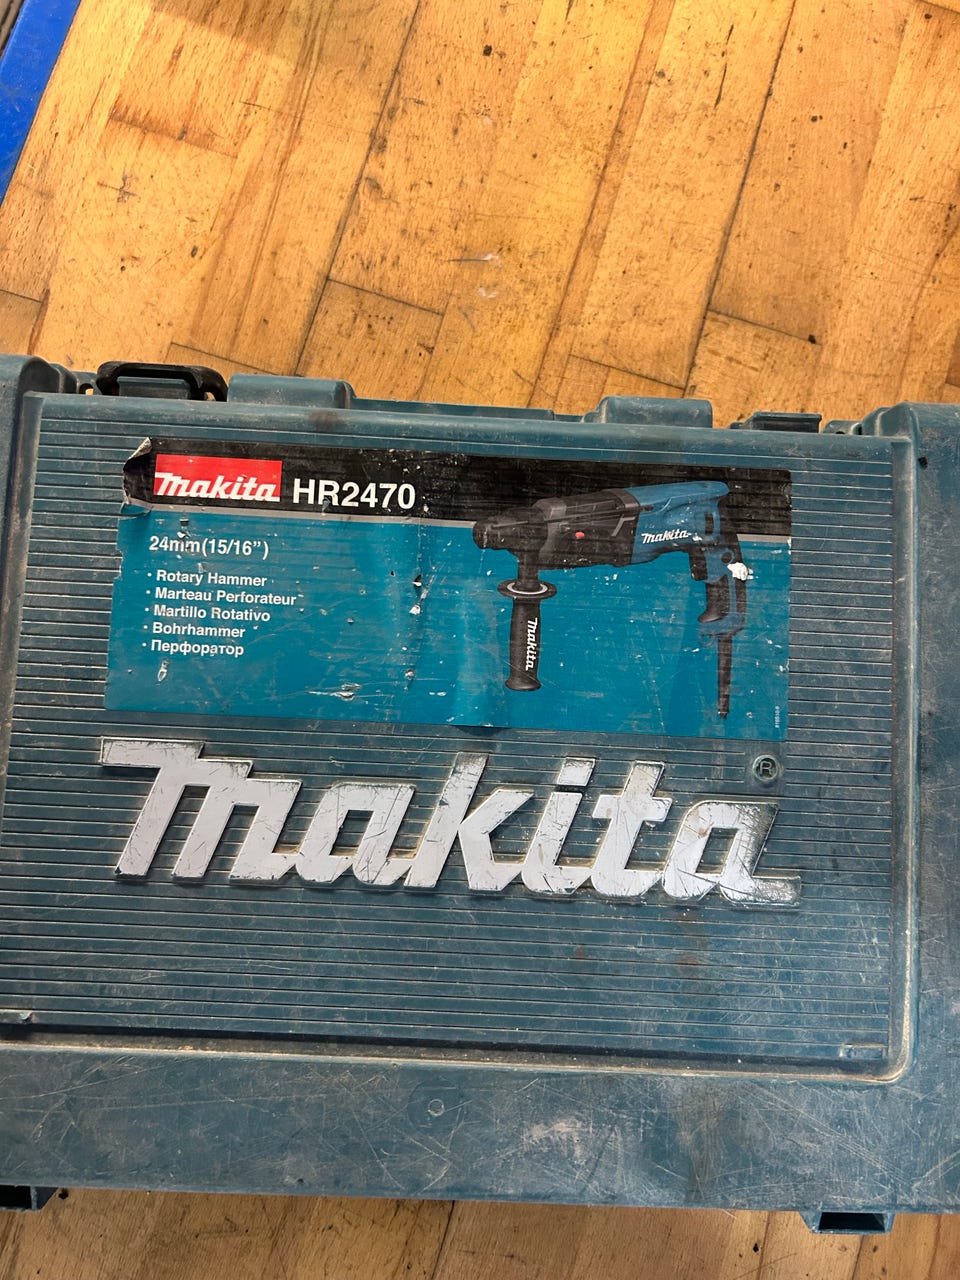 makita HR2470
24mm(15/16")
· Rotary Hammer
· Marteau Perforateur
· Martillo Rotativo
· Bohrhammer
· Перфоратор
makita
makita
makita®